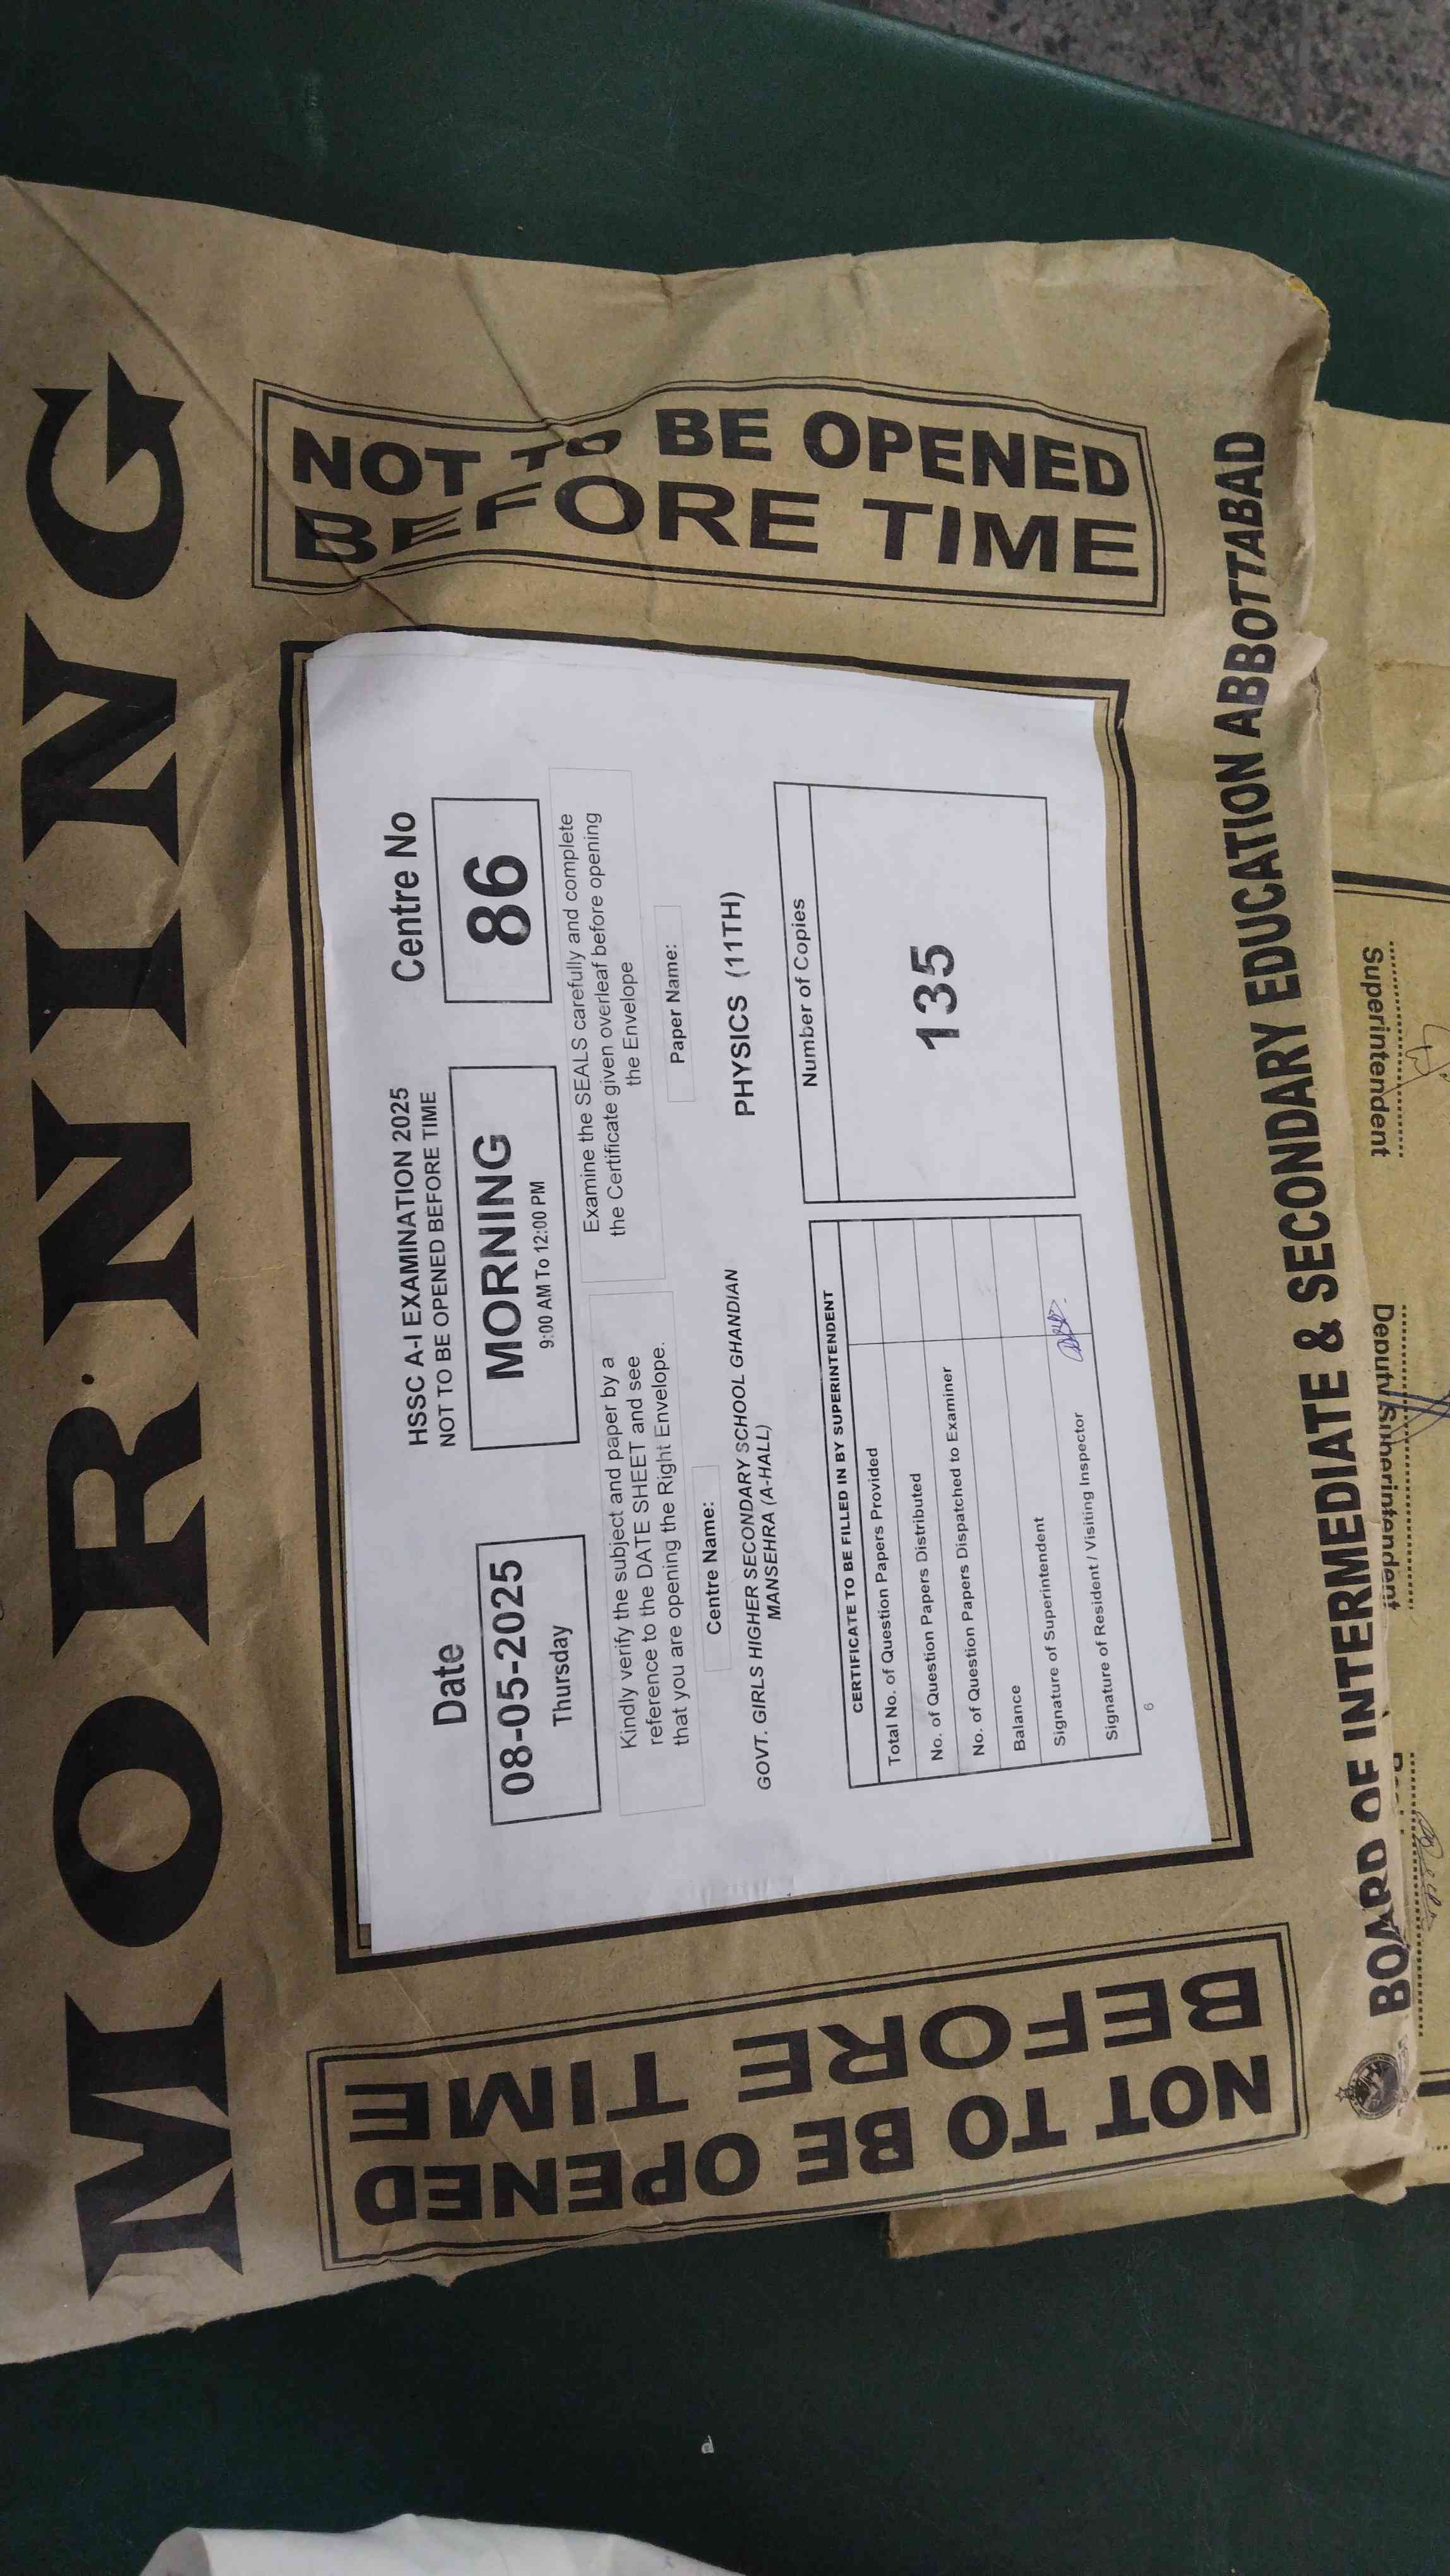 MORNING
NOT TO BE OPENED
BEFORE TIME
NOT TO BE OPENED
BEFORE TIME
Date
08-05-2025
Thursday
HSSC A-I EXAMINATION 2025
NOT TO BE OPENED BEFORE TIME
MORNING
9:00 AM To 12:00 PM
Centre No
86
Kindly verify the subject and paper by a
reference to the DATE SHEET and see
that you are opening the Right Envelope.
Examine the SEALS carefully and complete
the Certificate given overleaf before opening
the Envelope
Centre Name:
GOVT. GIRLS HIGHER SECONDARY SCHOOL GHANDIAN
MANSEHRA (A-HALL)
Paper Name:
PHYSICS (11TH)
CERTIFICATE TO BE FILLED IN BY SUPERINTENDENT
Total No. of Question Papers Provided
No. of Question Papers Distributed
No. of Question Papers Dispatched to Examiner
Balance
Signature of Superintendent
Signature of Resident / Visiting Inspector
Number of Copies
135
6
BOARD OF INTERMEDIATE & SECONDARY EDUCATION ABBOTTABAD
Deputy Superintendent
Superintendent